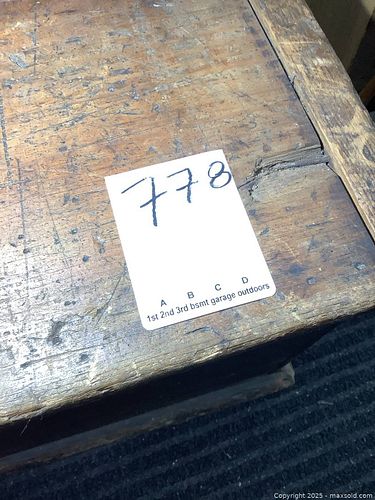 778
A B C D
1st 2nd 3rd bsmt garage outdoors
Copyright 2025 - maxsold.com